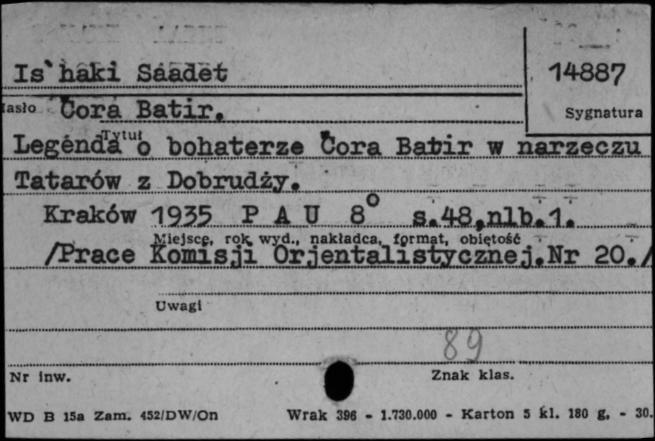 Is`haki Sáadet
14887
Hasło Čora Batir.
Sygnatura
Tytuł
Legenda o bohaterze Čora Batir w narzeczu
Tatarów z Dobrudży.
Kraków 1935 P A U 8° s.48,nlb.1.
Miejsce, rok wyd., nakładca, format, objętość
/Prace Komisji Orjentalistycznej.Nr 20./
Uwagi
89
Nr inw.
Znak klas.
WD B 15a Zam. 452/DW/On Wrak 396 - 1.730.000 - Karton 5 kl. 180 g. - 30.